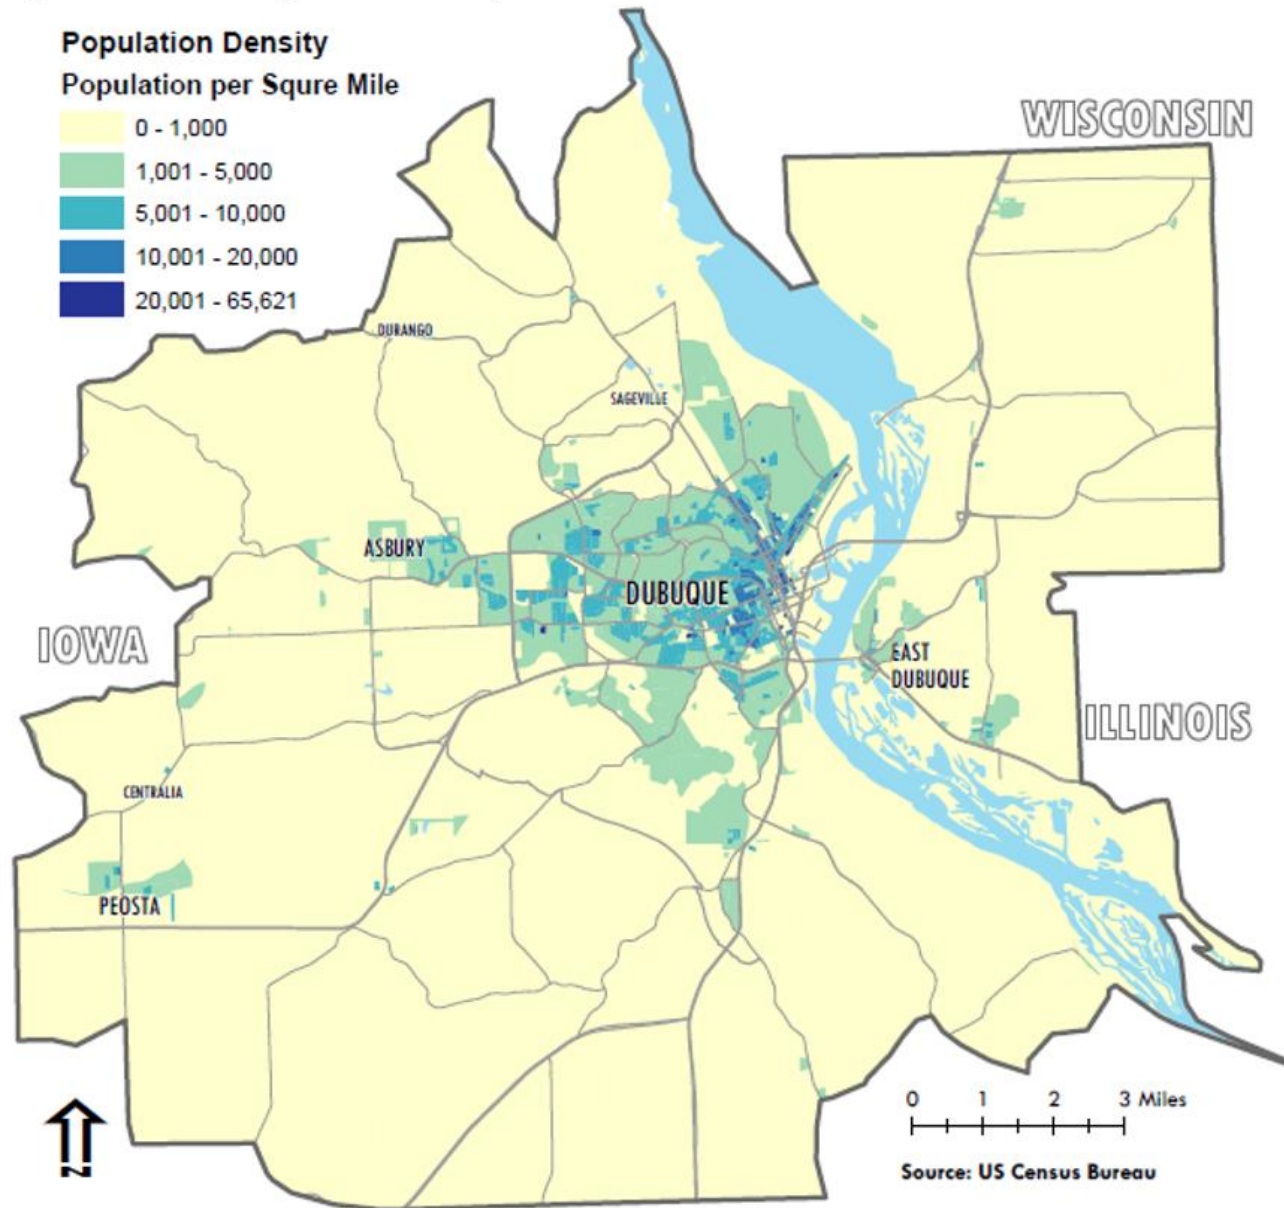 Population Density
Population per Squre Mile
0 - 1,000
1,001 - 5,000
5,001 - 10,000
10,001 - 20,000
20,001 - 65,621
WISCONSIN
DURANGO
SAGEVILLE
ASBURY
DUBUQUE
IOWA
EAST
DUBUQUE
ILLINOIS
CENTRALIA
PEOSTA
N
0 1 2 3 Miles
Source: US Census Bureau